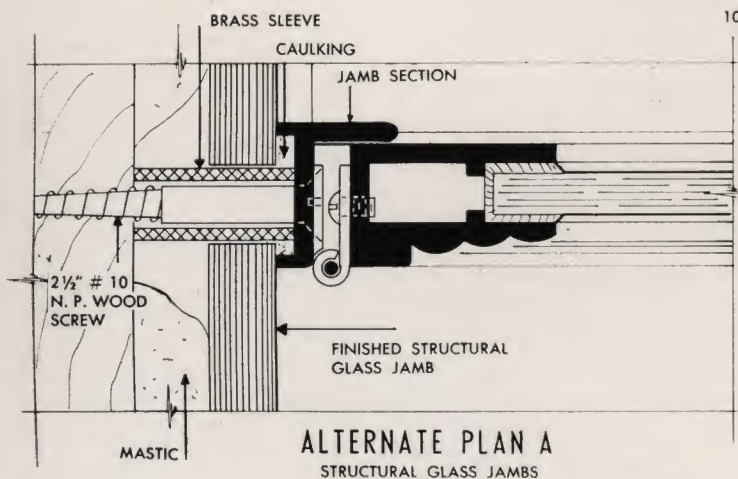 BRASS SLEEVE
10
CAULKING
JAMB SECTION
2½" # 10
N. P. WOOD
SCREW
FINISHED STRUCTURAL
GLASS JAMB
MASTIC
ALTERNATE PLAN A
STRUCTURAL GLASS JAMBS